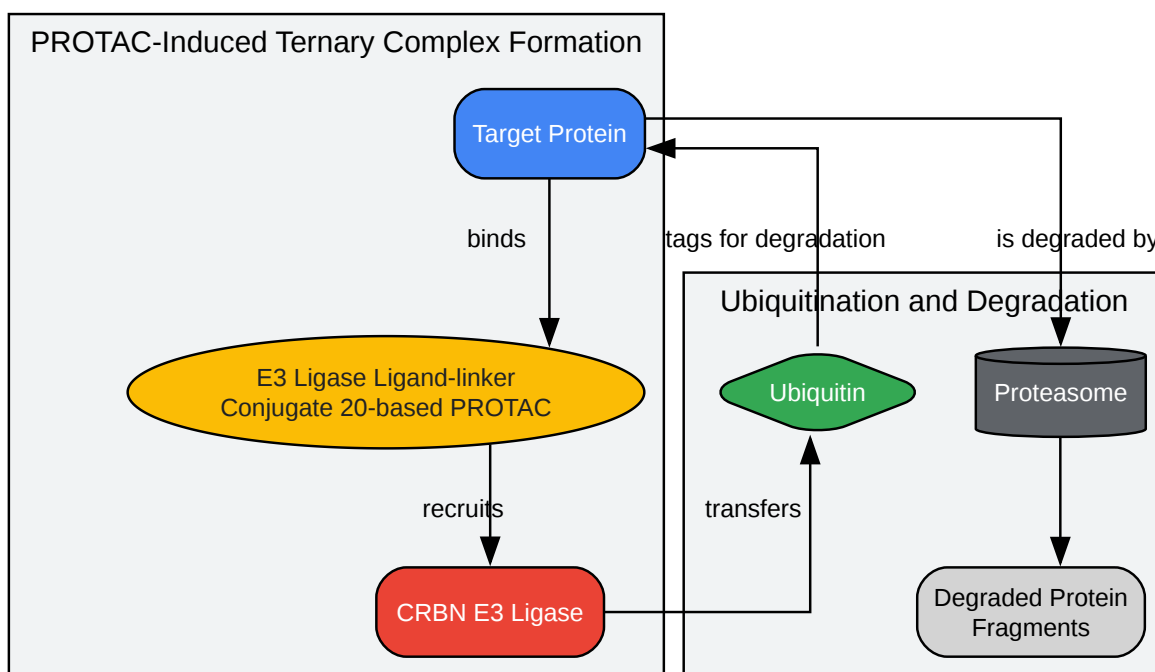 PROTAC-Induced Ternary Complex Formation
Target Protein
binds
tags for degradation
is degraded by
Ubiquitination and Degradation
E3 Ligase Ligand-linker
Conjugate 20-based PROTAC
Ubiquitin
Proteasome
recruits
transfers
CRBN E3 Ligase
Degraded Protein
Fragments